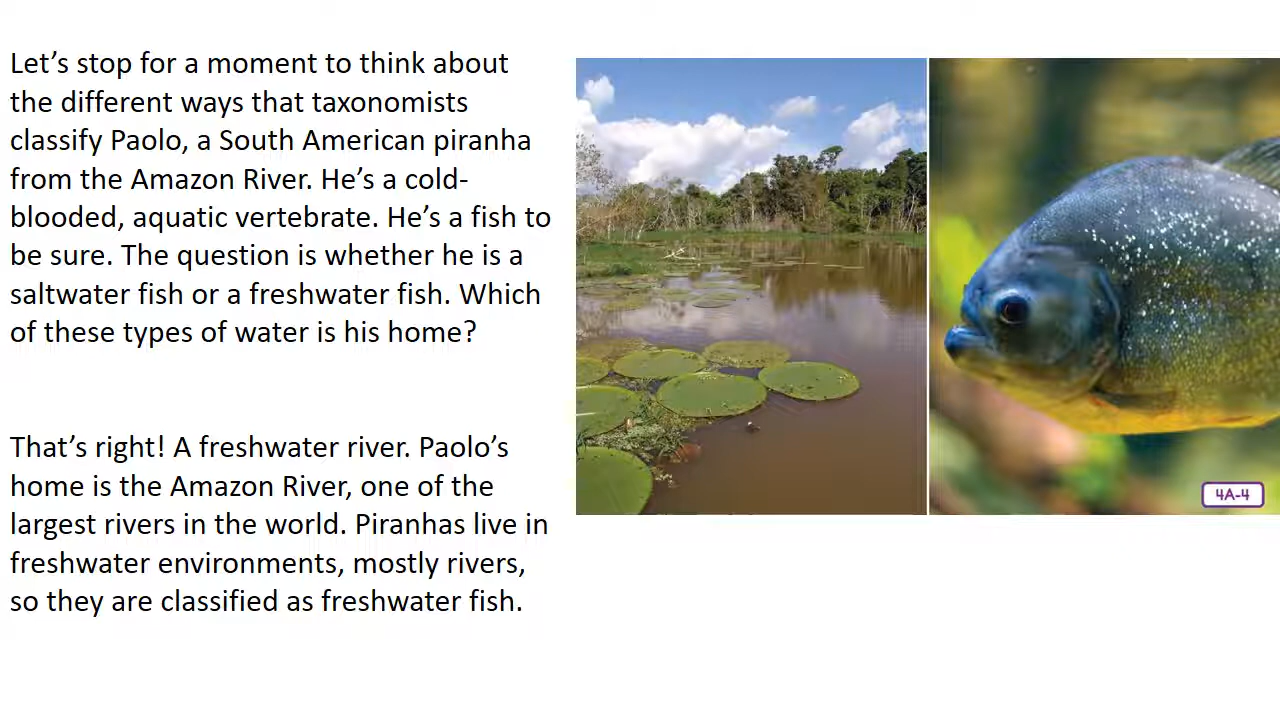 Let’s stop for a moment to think about
the different ways that taxonomists
classify Paolo, a South American piranha
from the Amazon River. He’s a cold-
blooded, aquatic vertebrate. He’s a fish to
be sure. The question is whether he is a
saltwater fish or a freshwater fish. Which
of these types of water is his home?
That’s right! A freshwater river. Paolo’s
home is the Amazon River, one of the
largest rivers in the world. Piranhas live in
freshwater environments, mostly rivers,
so they are classified as freshwater fish.
4A-4